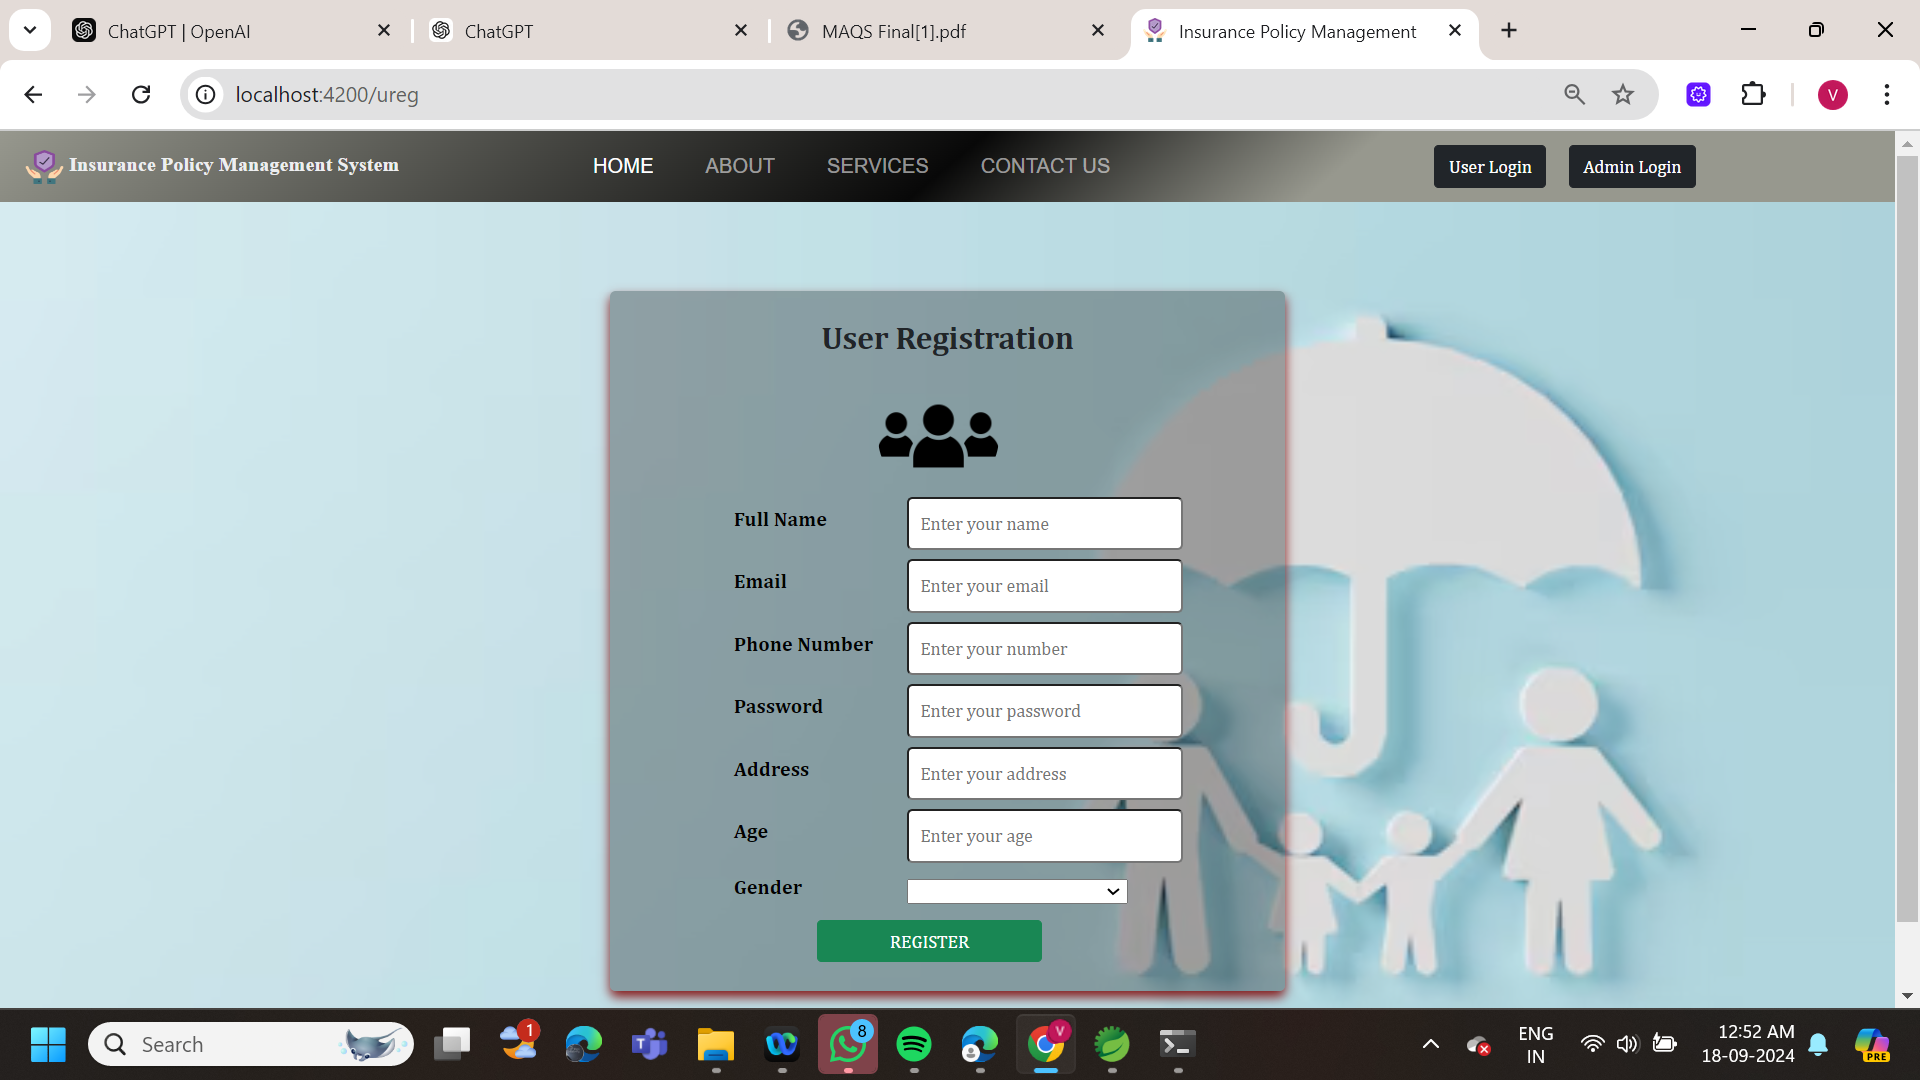 ChatGPT | OpenAI
ChatGPT
MAQS Final[1].pdf
Insurance Policy Management
localhost:4200/ureg
V
Insurance Policy Management System
HOME
ABOUT
SERVICES
CONTACT US
User Login
Admin Login
User Registration
Full Name
Enter your name
Email
Enter your email
Phone Number
Enter your number
Password
Enter your password
Address
Enter your address
Age
Enter your age
Gender
REGISTER
Search
1
T
8
V
ENG
IN
12:52 AM
18-09-2024
PRE